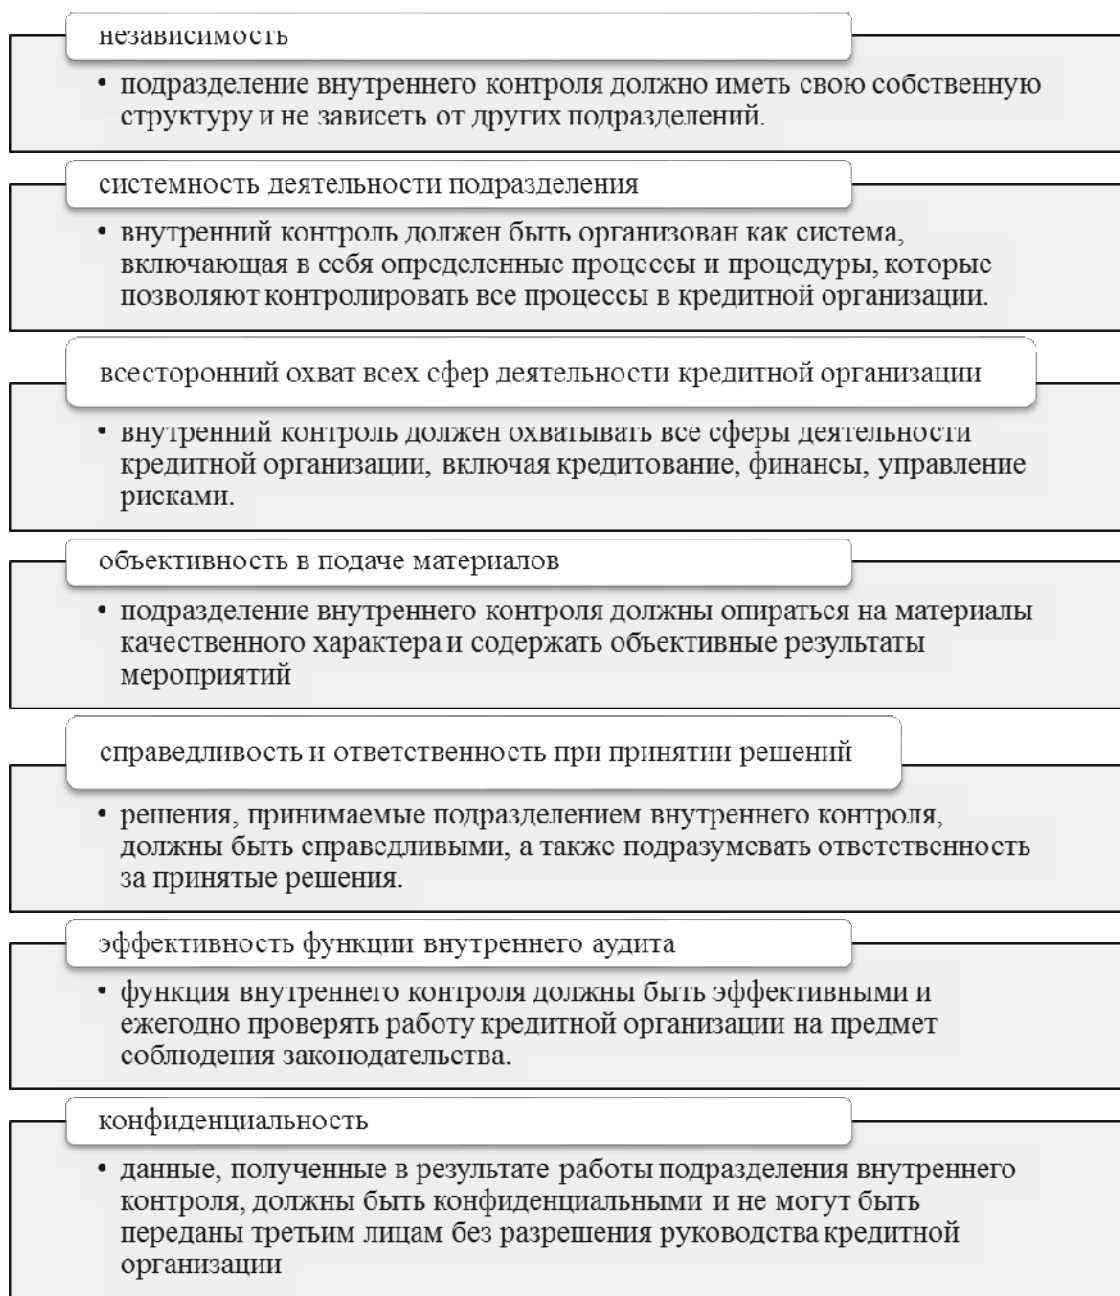 независимость
• подразделение внутреннего контроля должно иметь свою собственную
структуру и не зависеть от других подразделений.
системность деятельности подразделения
• внутренний контроль должен быть организован как система,
включающая в себя определенные процессы и процедуры, которые
позволяют контролировать все процессы в кредитной организации.
всесторонний охват всех сфер деятельности кредитной организации
• внутренний контроль должен охватывать все сферы деятельности
кредитной организации, включая кредитование, финансы, управление
рисками.
объективность в подаче материалов
• подразделение внутреннего контроля должны опираться на материалы
качественного характера и содержать объективные результаты
мероприятий
справедливость и ответственность при принятии решений
• решения, принимаемые подразделением внутреннего контроля,
должны быть справедливыми, а также подразумевать ответственность
за принятые решения.
эффективность функции внутреннего аудита
• функция внутреннего контроля должны быть эффективными и
ежегодно проверять работу кредитной организации на предмет
соблюдения законодательства.
конфиденциальность
• данные, полученные в результате работы подразделения внутреннего
контроля, должны быть конфиденциальными и не могут быть
переданы третьим лицам без разрешения руководства кредитной
организации